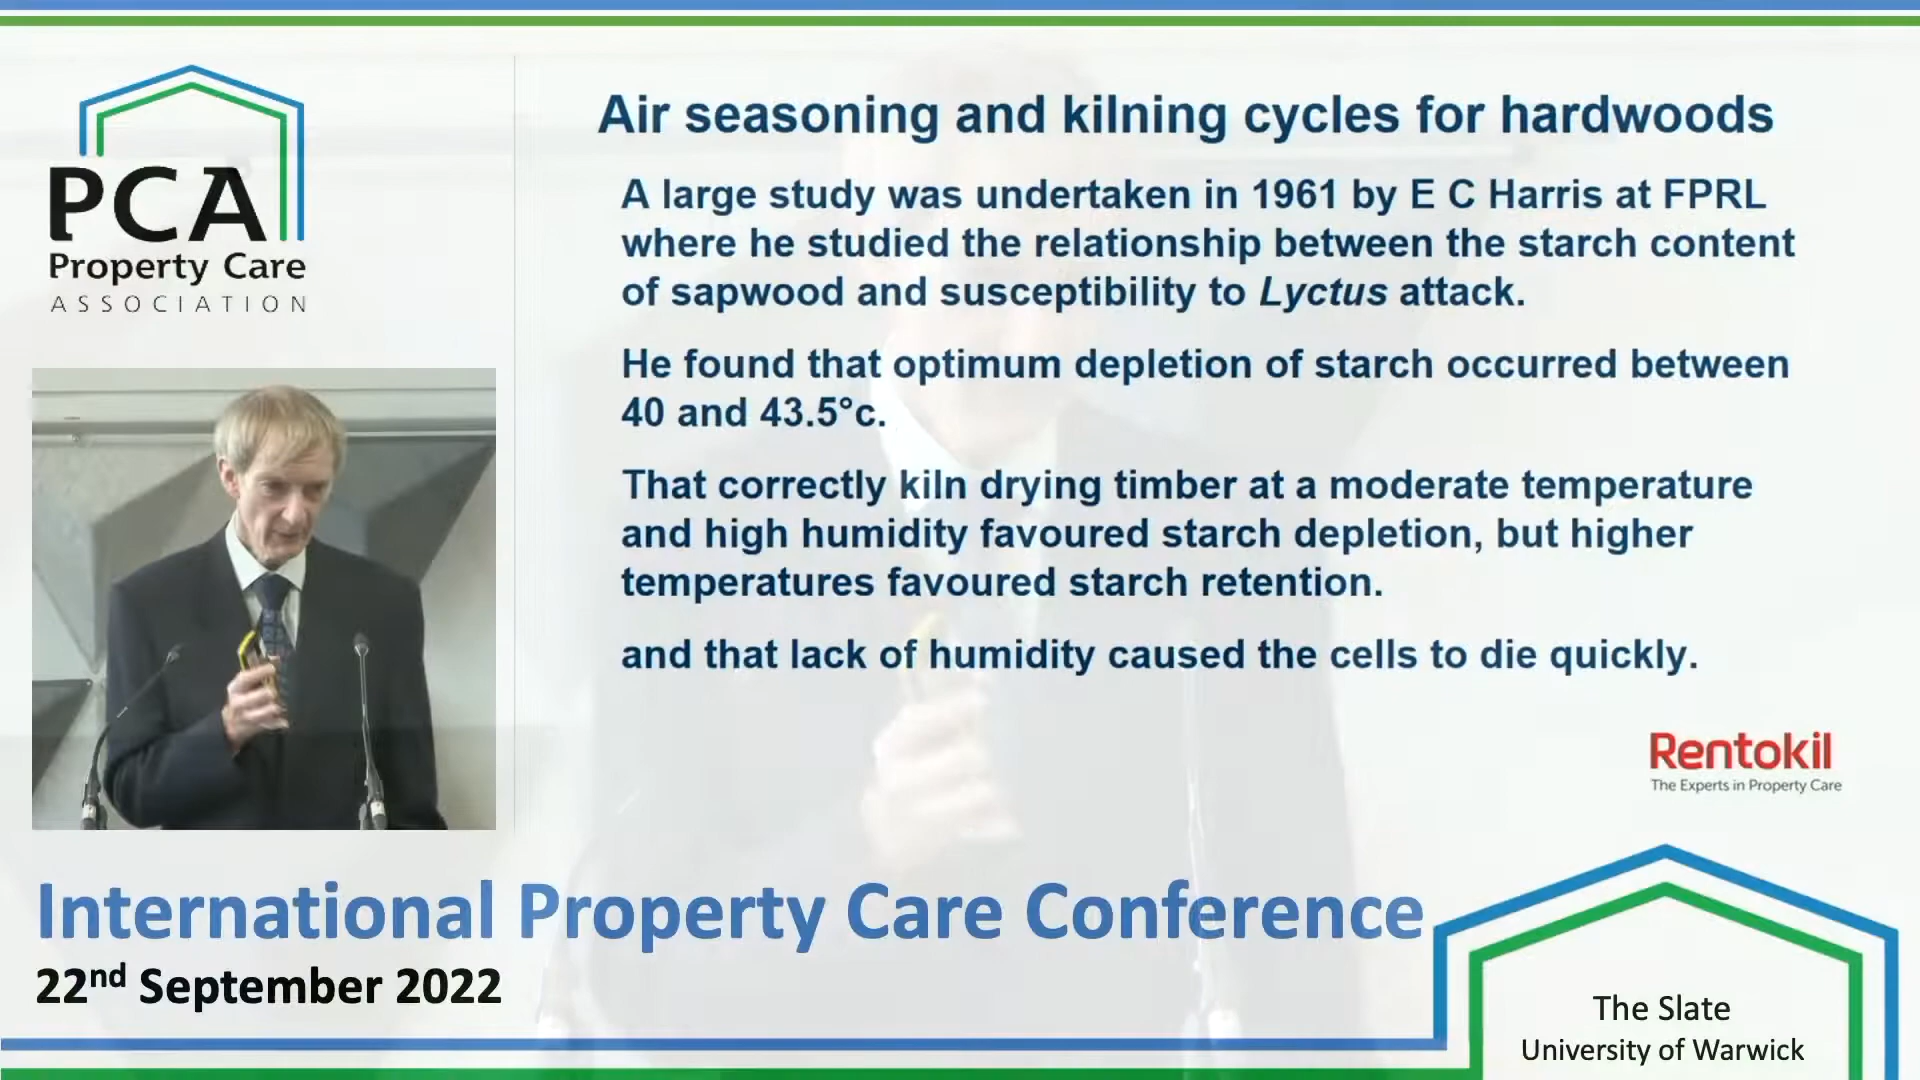 PCA
Property Care
ASSOCIATION
Air seasoning and kilning cycles for hardwoods
A large study was undertaken in 1961 by E C Harris at FPRL
where he studied the relationship between the starch content
of sapwood and susceptibility to Lyctus attack.
He found that optimum depletion of starch occurred between
40 and 43.5°c.
That correctly kiln drying timber at a moderate temperature
and high humidity favoured starch depletion, but higher
temperatures favoured starch retention.
and that lack of humidity caused the cells to die quickly.
Rentokil
The Experts in Property Care
International Property Care Conference
22nd September 2022
The Slate
University of Warwick